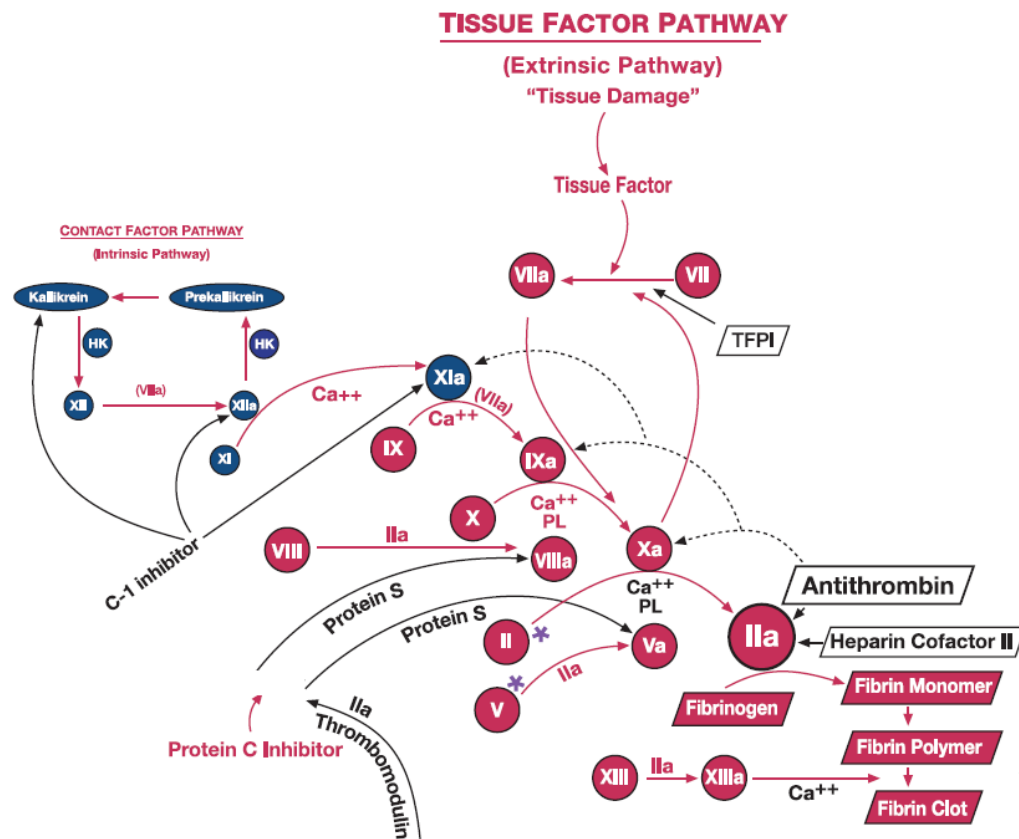 TISSUE FACTOR PATHWAY
(Extrinsic Pathway)
“Tissue Damage”
Tissue Factor
CONTACT FACTOR PATHWAY
(Intrinsic Pathway)
Kallikrein
Prekallikrein
HK
HK
XII
(VIIa)
XIIa
XI
Ca++
XIa
VIIa
VII
TFPI
IX
Ca++
(VIIa)
IXa
X
Ca++
PL
C-1 inhibitor
VIII
IIa
VIIIa
Xa
Ca++
PL
Antithrombin
Protein S
Protein S
II
*
IIa
Heparin Cofactor II
Va
V
*
IIa
Fibrinogen
Fibrin Monomer
Protein C Inhibitor
IIa
Thrombomodulin
Fibrin Polymer
XIII
IIa
XIIIa
Ca++
Fibrin Clot